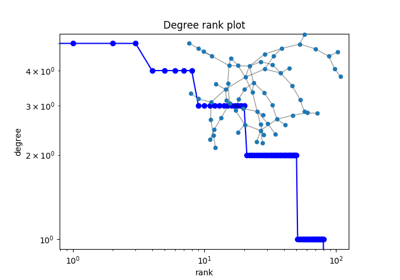 Degree rank plot
degree
4 × 10⁰
3 × 10⁰
2 × 10⁰
10⁰
10⁰ 10¹ 10²
rank